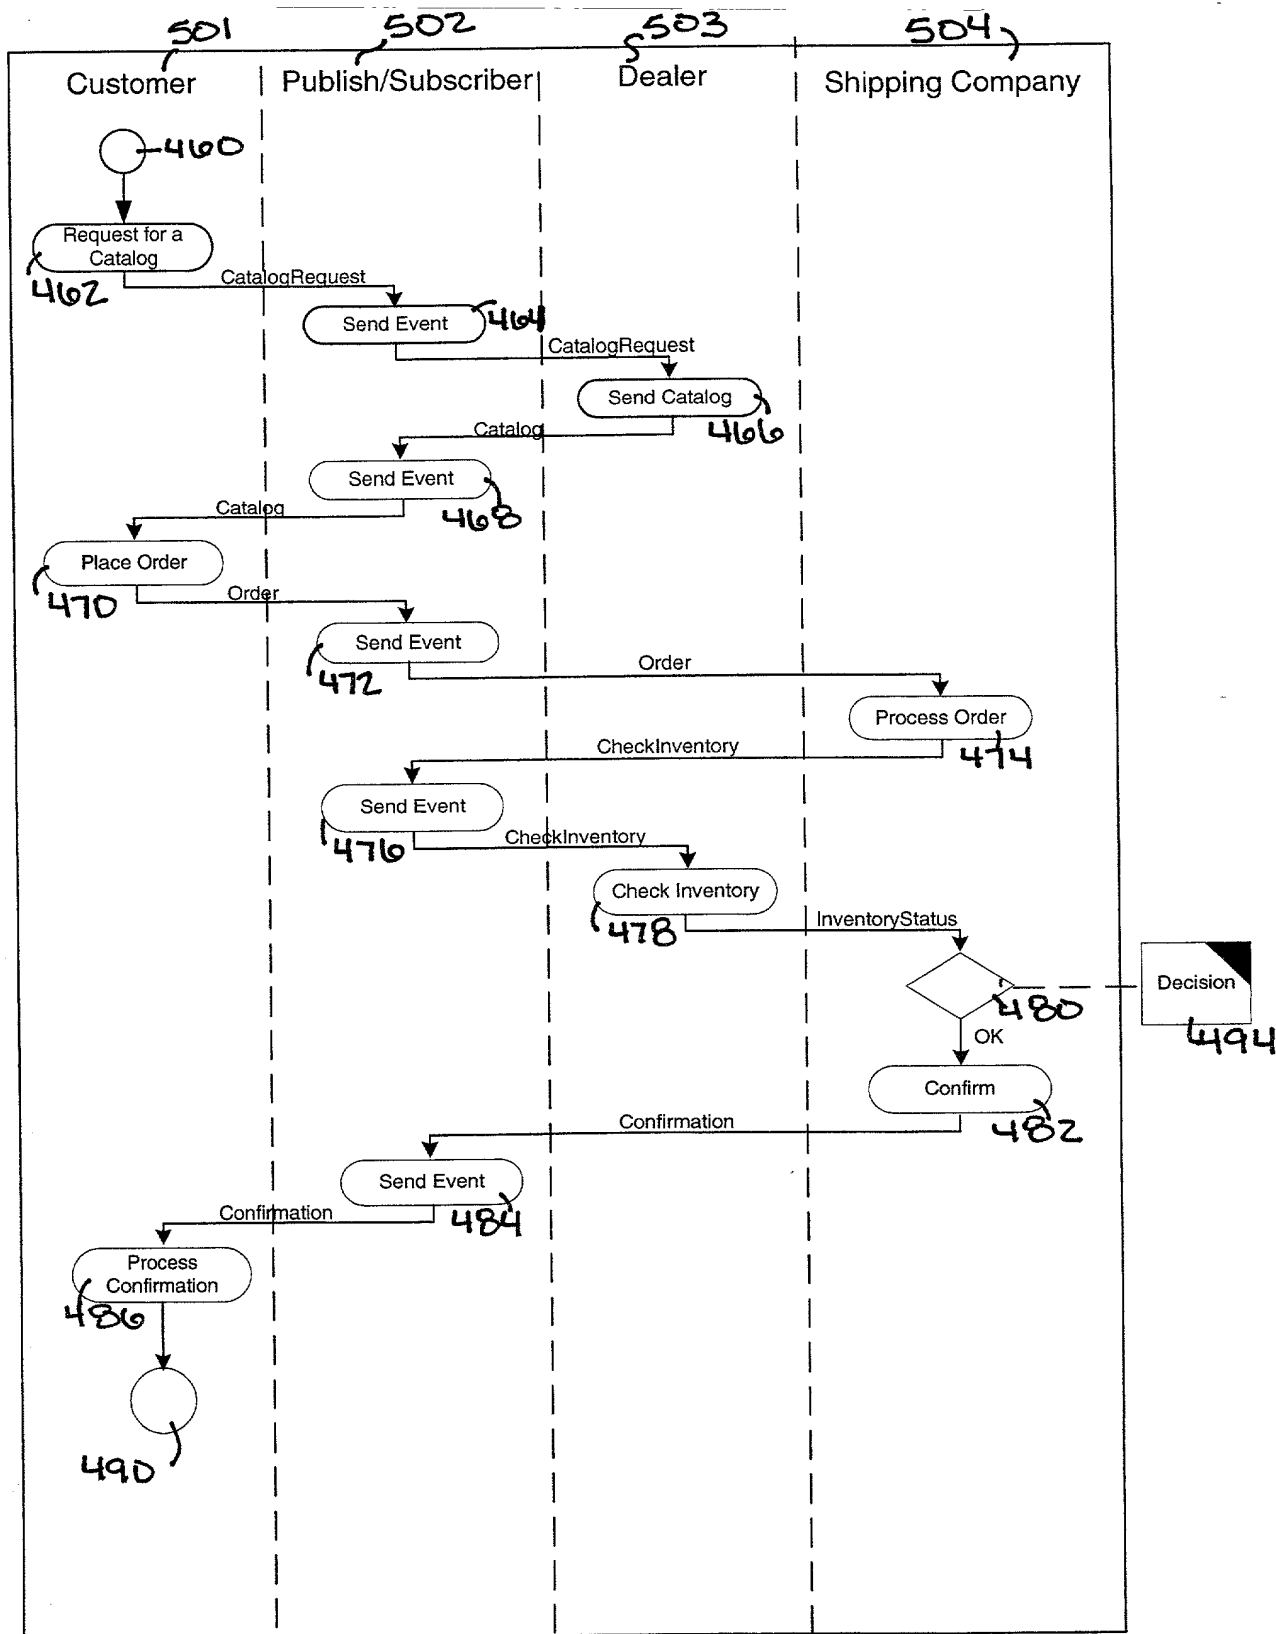 501
502
503
504
Customer
Publish/Subscriber
Dealer
Shipping Company
460
Request for a
Catalog
462
CatalogRequest
Send Event
464
CatalogRequest
Send Catalog
466
Catalog
Send Event
468
Catalog
Place Order
470
Order
Send Event
472
Order
Process Order
474
CheckInventory
Send Event
476
CheckInventory
Check Inventory
478
InventoryStatus
480
Decision
494
OK
Confirm
482
Confirmation
Send Event
484
Confirmation
Process
Confirmation
486
490